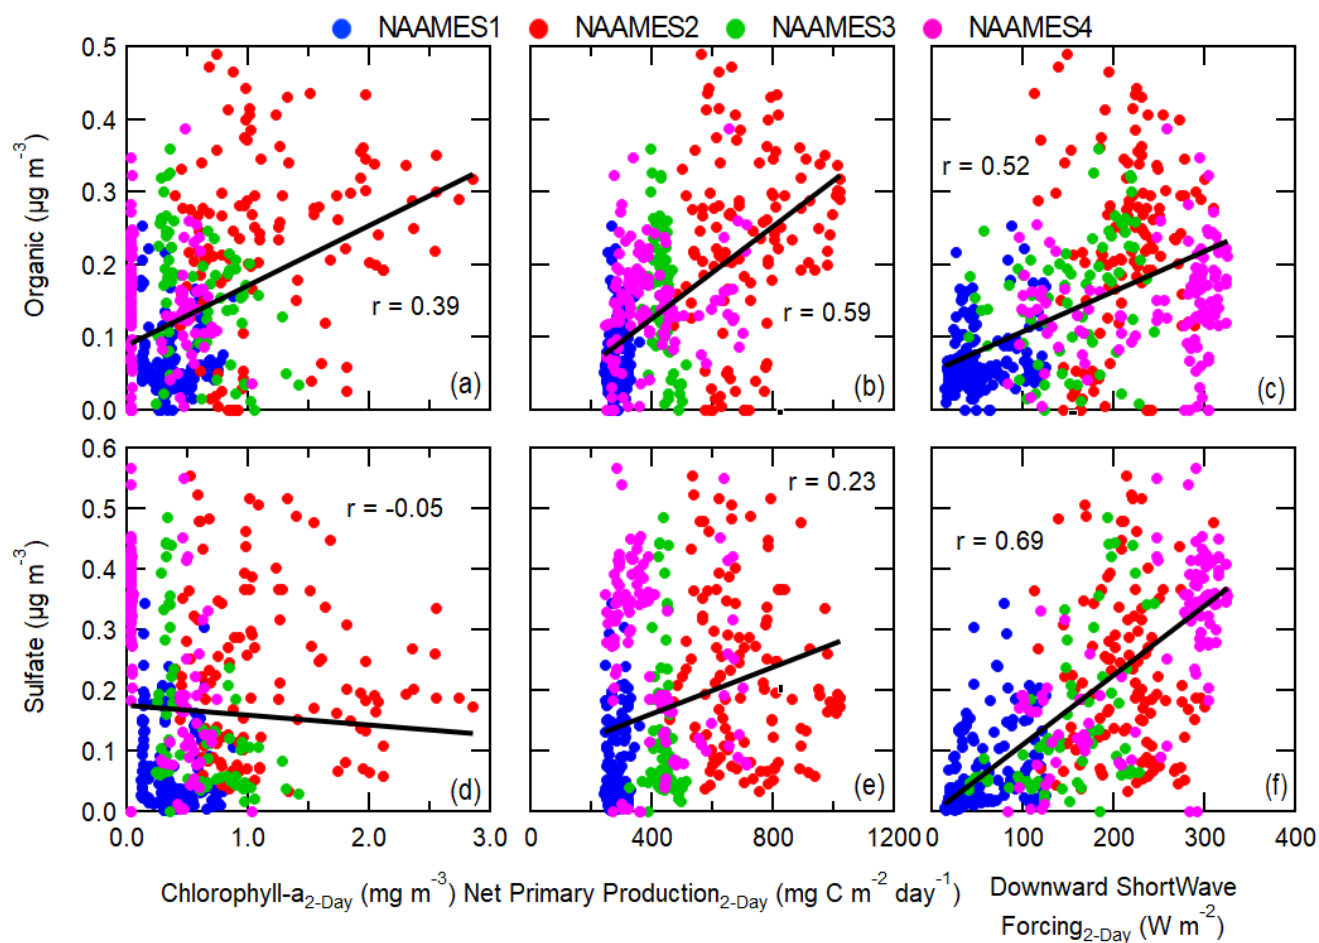 NAAMES1 NAAMES2 NAAMES3 NAAMES4
0.5
0.4
0.3
0.2
0.1
0.0
Organic (µg m⁻³)
r = 0.39
(a)
r = 0.59
(b)
r = 0.52
(c)
0.6
0.5
0.4
0.3
0.2
0.1
0.0
Sulfate (µg m⁻³)
r = -0.05
(d)
r = 0.23
(e)
r = 0.69
(f)
0.0 1.0 2.0 3.0
0 400 800 1200
0 100 200 300 400
Chlorophyll-a2-Day (mg m⁻³)
Net Primary Production2-Day (mg C m⁻² day⁻¹)
Downward ShortWave
Forcing2-Day (W m⁻²)